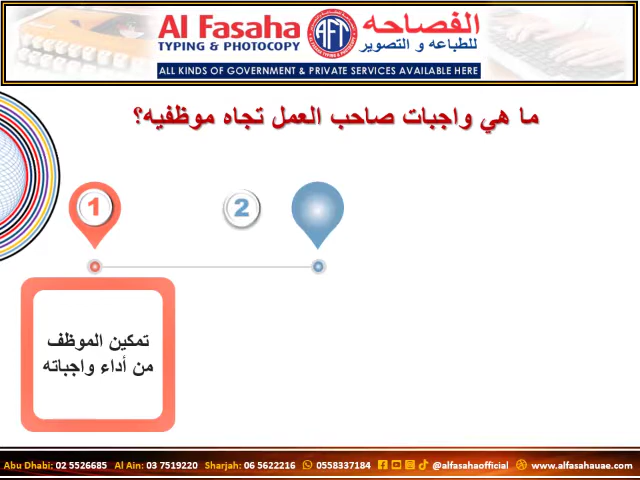 Al Fasaha
TYPING & PHOTOCOPY
AFT
الفصاحه
للطباعه و التصوير
ALL KINDS OF GOVERNMENT & PRIVATE SERVICES AVAILABLE HERE
ما هي واجبات صاحب العمل تجاه موظفيه؟
1
2
تمكين الموظف
من أداء واجباته
Abu Dhabi: 02 5526685 Al Ain: 03 7519220 Sharjah: 06 5622216 0558337184 @alfasahaofficial www.alfasahauae.com